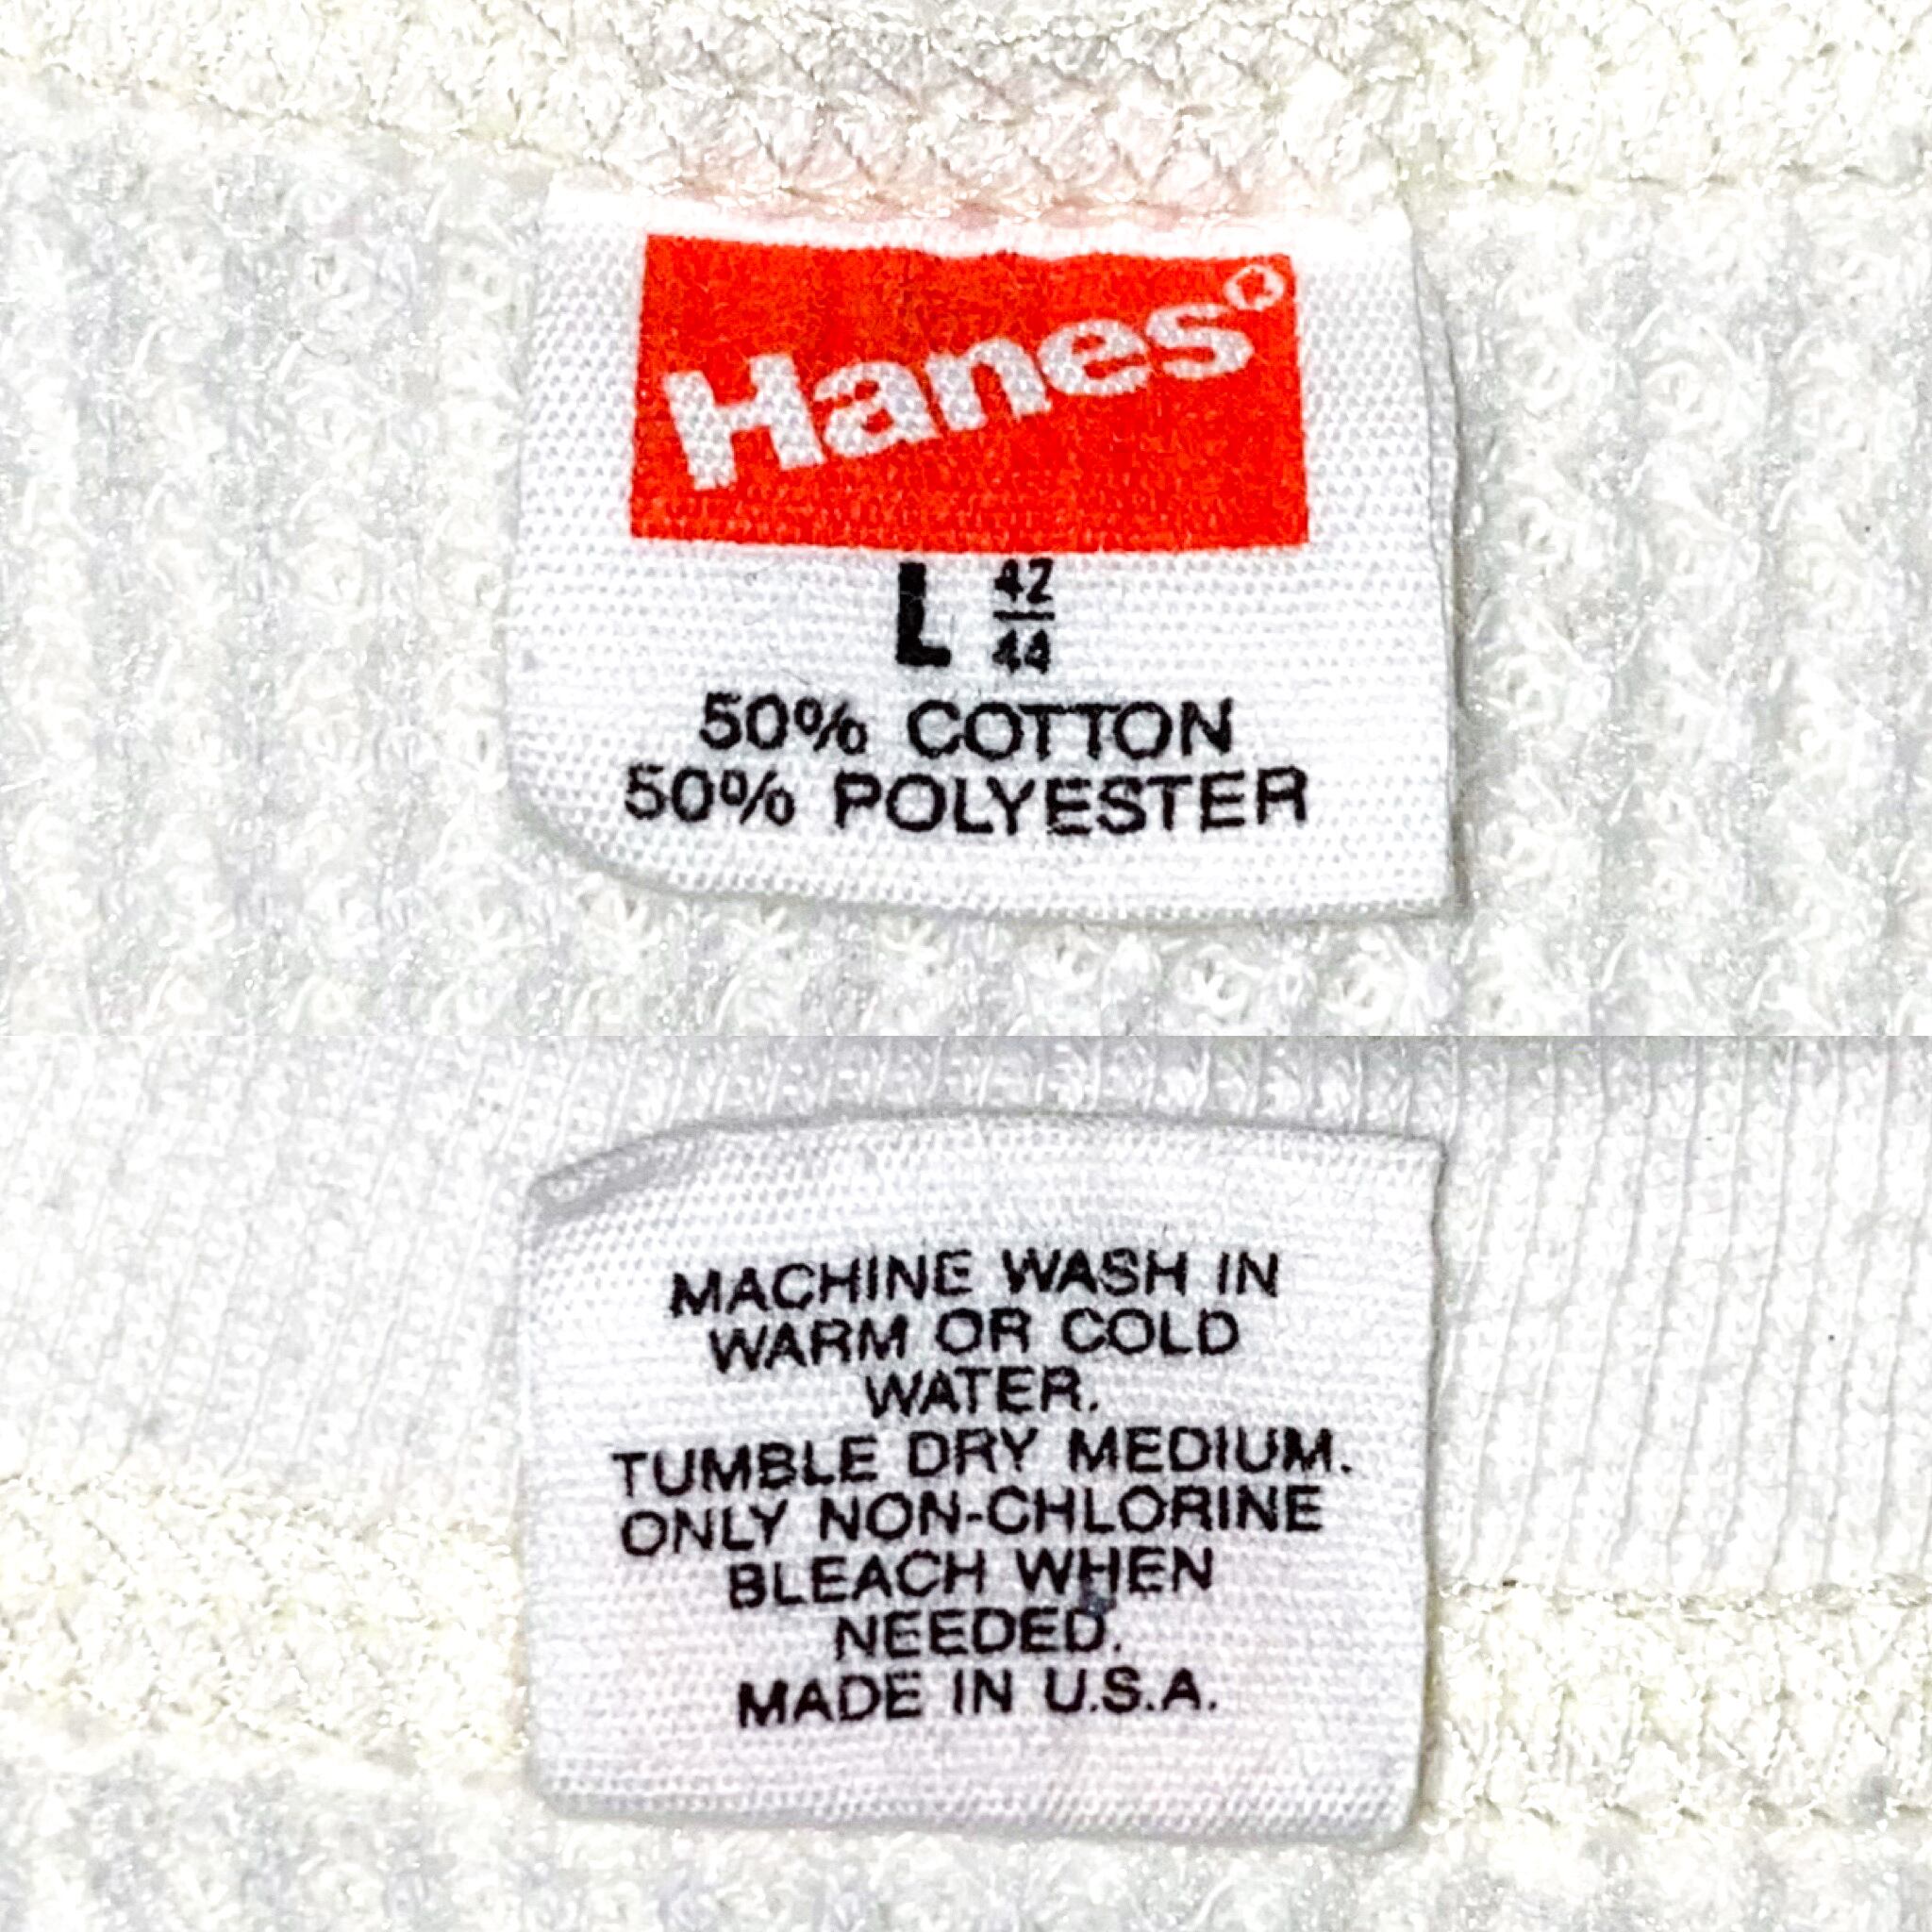 Hanes®
L 42/44
50% COTTON
50% POLYESTER
MACHINE WASH IN
WARM OR COLD
WATER.
TUMBLE DRY MEDIUM.
ONLY NON-CHLORINE
BLEACH WHEN
NEEDED.
MADE IN U.S.A.